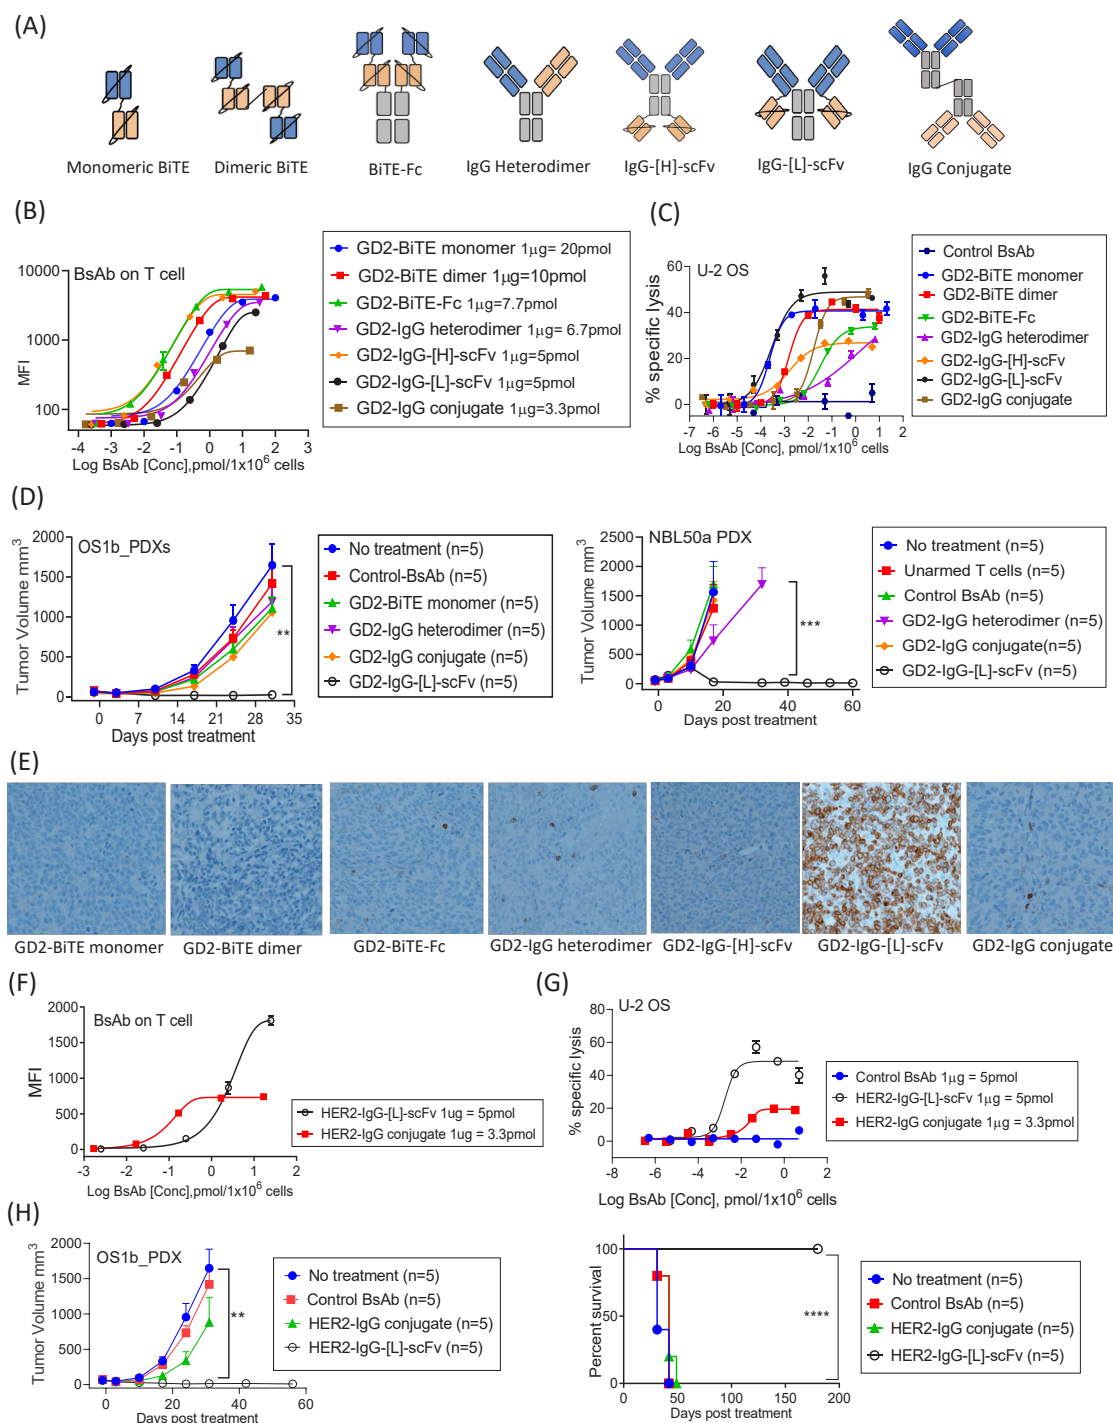 (A)
Monomeric BiTE
Dimeric BiTE
BiTE-Fc
IgG Heterodimer
IgG-[H]-scFv
IgG-[L]-scFv
IgG Conjugate
(B)
BsAb on T cell
MFI
10000
1000
100
-4 -3 -2 -1 0 1 2 3
Log BsAb [Conc],pmol/1x10⁶ cells
GD2-BiTE monomer 1μg= 20pmol
GD2-BiTE dimer 1μg=10pmol
GD2-BiTE-Fc 1μg=7.7pmol
GD2-IgG heterodimer 1μg= 6.7pmol
GD2-IgG-[H]-scFv 1μg=5pmol
GD2-IgG-[L]-scFv 1μg=5pmol
GD2-IgG conjugate 1μg=3.3pmol
(C)
U-2 OS
% specific lysis
60
40
20
0
-7 -6 -5 -4 -3 -2 -1 0 1 2
Log BsAb [Conc], pmol/1x10⁶ cells
Control BsAb
GD2-BiTE monomer
GD2-BiTE dimer
GD2-BiTE-Fc
GD2-IgG heterodimer
GD2-IgG-[H]-scFv
GD2-IgG-[L]-scFv
GD2-IgG conjugate
(D)
OS1b_PDXs
Tumor Volume mm³
2000
1500
1000
500
0
0 7 14 21 28 35
Days post treatment
**
No treatment (n=5)
Control-BsAb (n=5)
GD2-BiTE monomer (n=5)
GD2-IgG heterodimer (n=5)
GD2-IgG conjugate (n=5)
GD2-IgG-[L]-scFv (n=5)
NBL50a PDX
Tumor Volume mm³
2500
2000
1500
1000
500
0
0 10 20 30 40 50 60
Days post treatment
***
No treatment (n=5)
Unarmed T cells (n=5)
Control BsAb (n=5)
GD2-IgG heterodimer (n=5)
GD2-IgG conjugate(n=5)
GD2-IgG-[L]-scFv (n=5)
(E)
GD2-BiTE monomer
GD2-BiTE dimer
GD2-BiTE-Fc
GD2-IgG heterodimer
GD2-IgG-[H]-scFv
GD2-IgG-[L]-scFv
GD2-IgG conjugate
(F)
BsAb on T cell
MFI
2000
1500
1000
500
0
-3 -2 -1 0 1 2
Log BsAb [Conc],pmol/1x10⁶ cells
HER2-IgG-[L]-scFv 1ug = 5pmol
HER2-IgG conjugate 1ug = 3.3pmol
(G)
U-2 OS
% specific lysis
80
60
40
20
0
-8 -6 -4 -2 0 2
Log BsAb [Conc], pmol/1x10⁶ cells
Control BsAb 1μg = 5pmol
HER2-IgG-[L]-scFv 1μg = 5pmol
HER2-IgG conjugate 1μg = 3.3pmol
(H)
OS1b_PDX
Tumor Volume mm³
2000
1500
1000
500
0
0 20 40 60
Days post treatment
**
No treatment (n=5)
Control BsAb (n=5)
HER2-IgG conjugate (n=5)
HER2-IgG-[L]-scFv (n=5)
Percent survival
100
50
0
0 50 100 150 200
Days post treatment
****
No treatment (n=5)
Control BsAb (n=5)
HER2-IgG conjugate (n=5)
HER2-IgG-[L]-scFv (n=5)